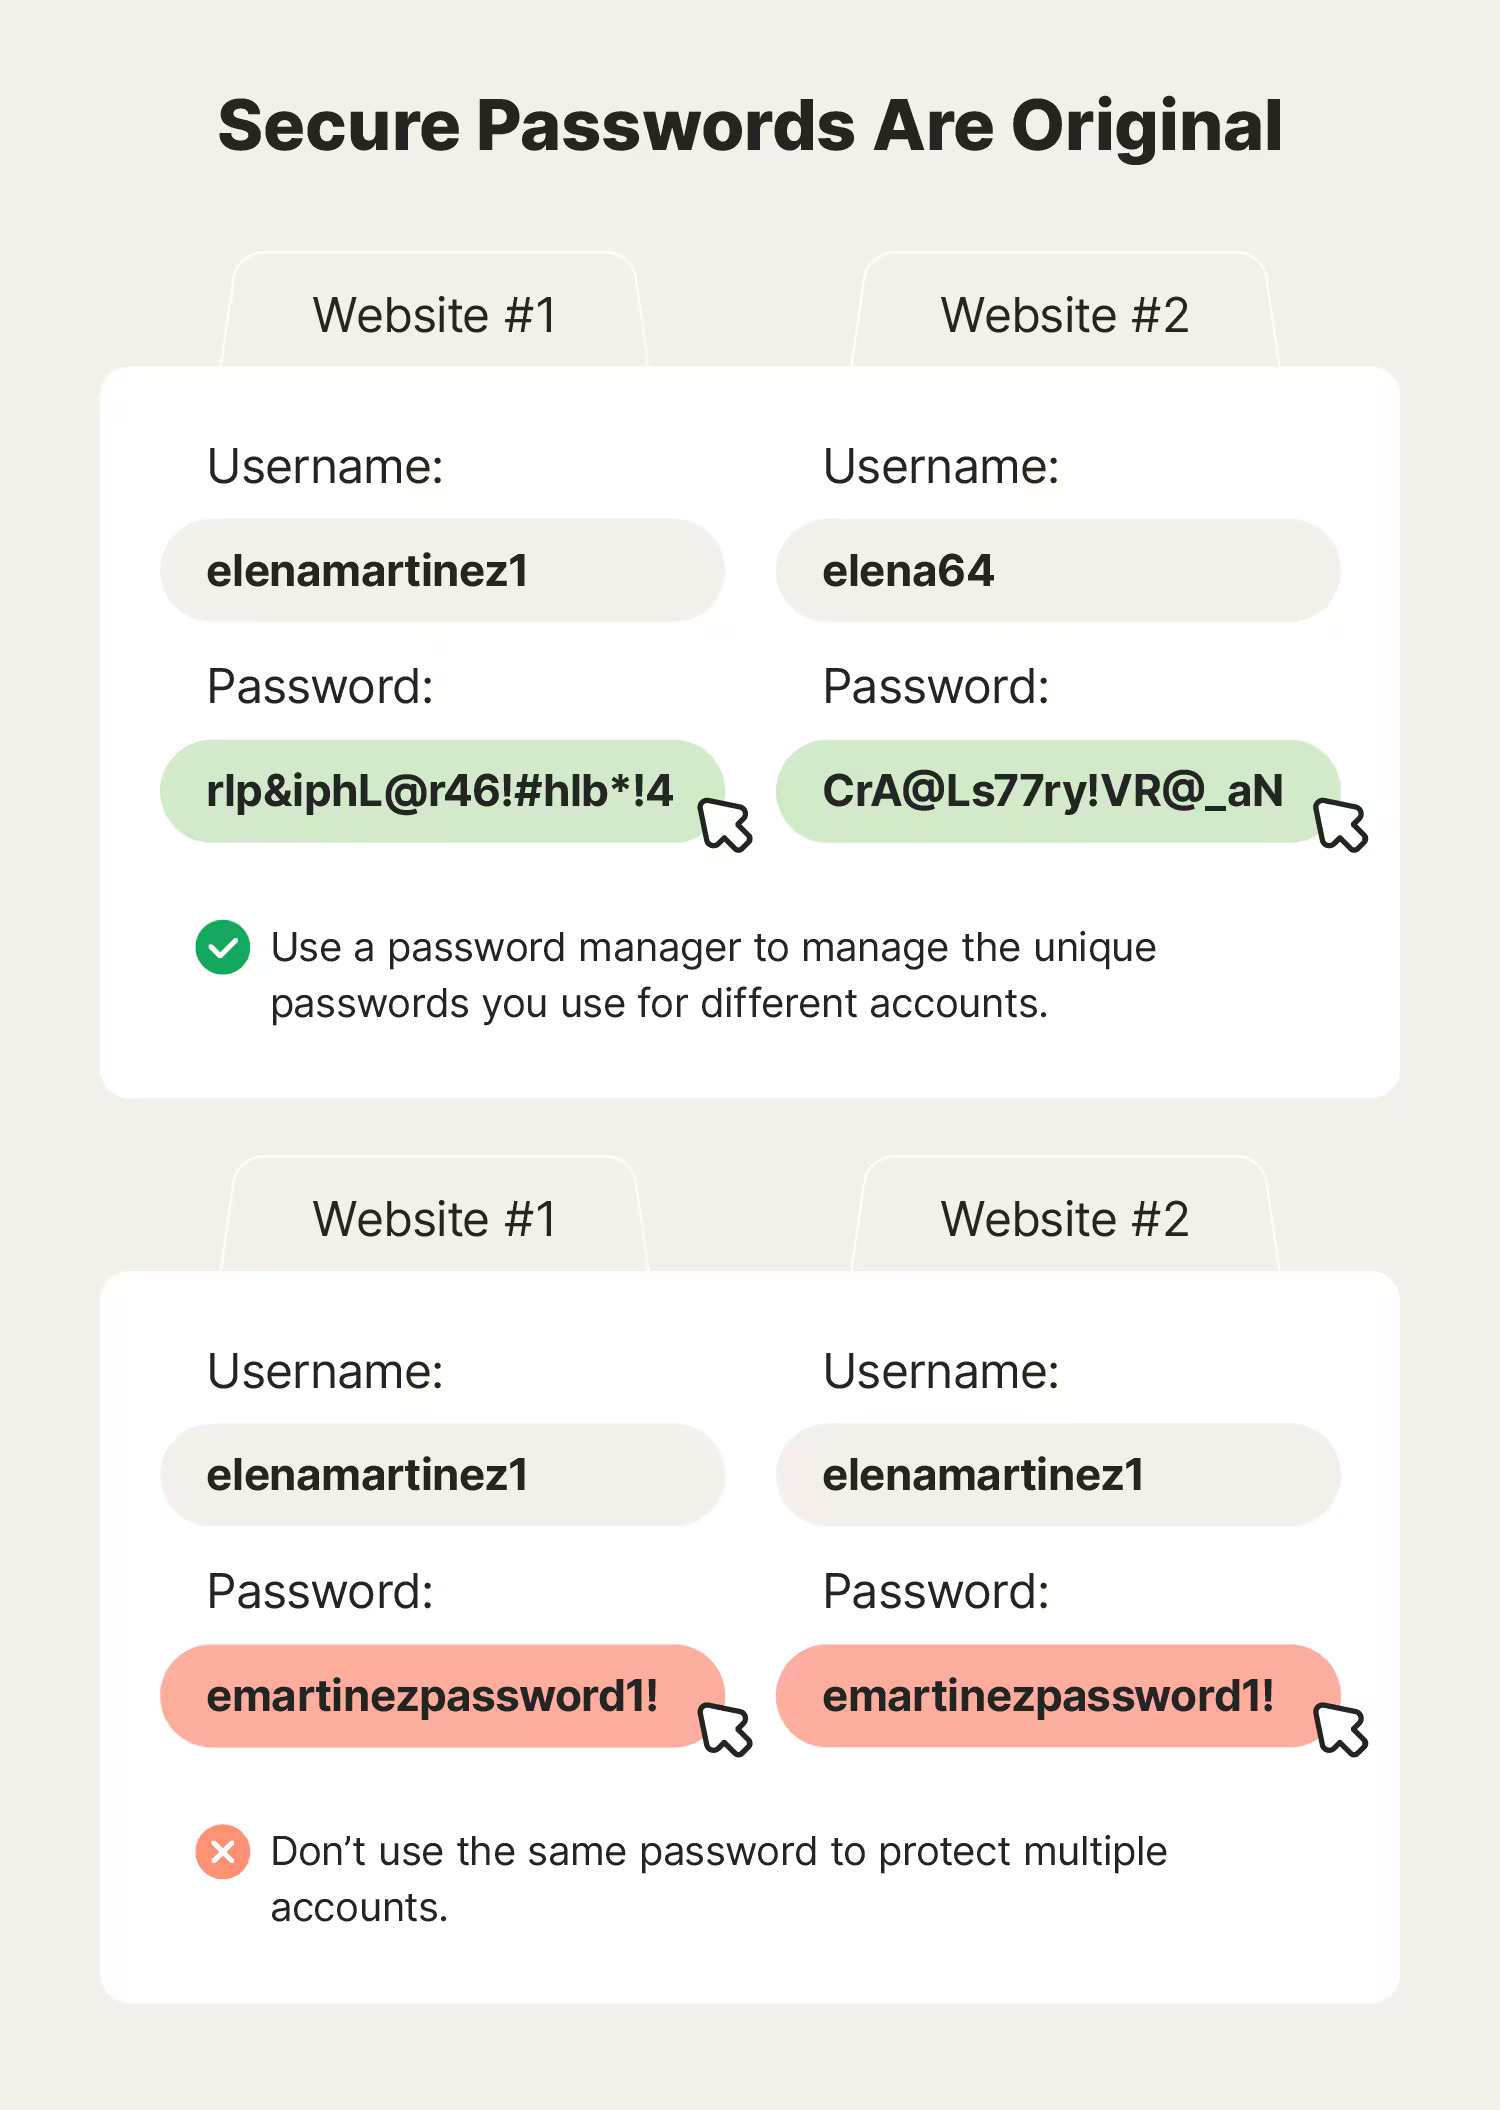 Secure Passwords Are Original
Website #1
Website #2
Username:
Username:
elenamartinez1
elena64
Password:
Password:
rlp&iphL@r46!#hlb*!4
CrA@Ls77ry!VR@_aN
Use a password manager to manage the unique
passwords you use for different accounts.
Website #1
Website #2
Username:
Username:
elenamartinez1
elenamartinez1
Password:
Password:
emartinezpassword1!
emartinezpassword1!
Don’t use the same password to protect multiple
accounts.